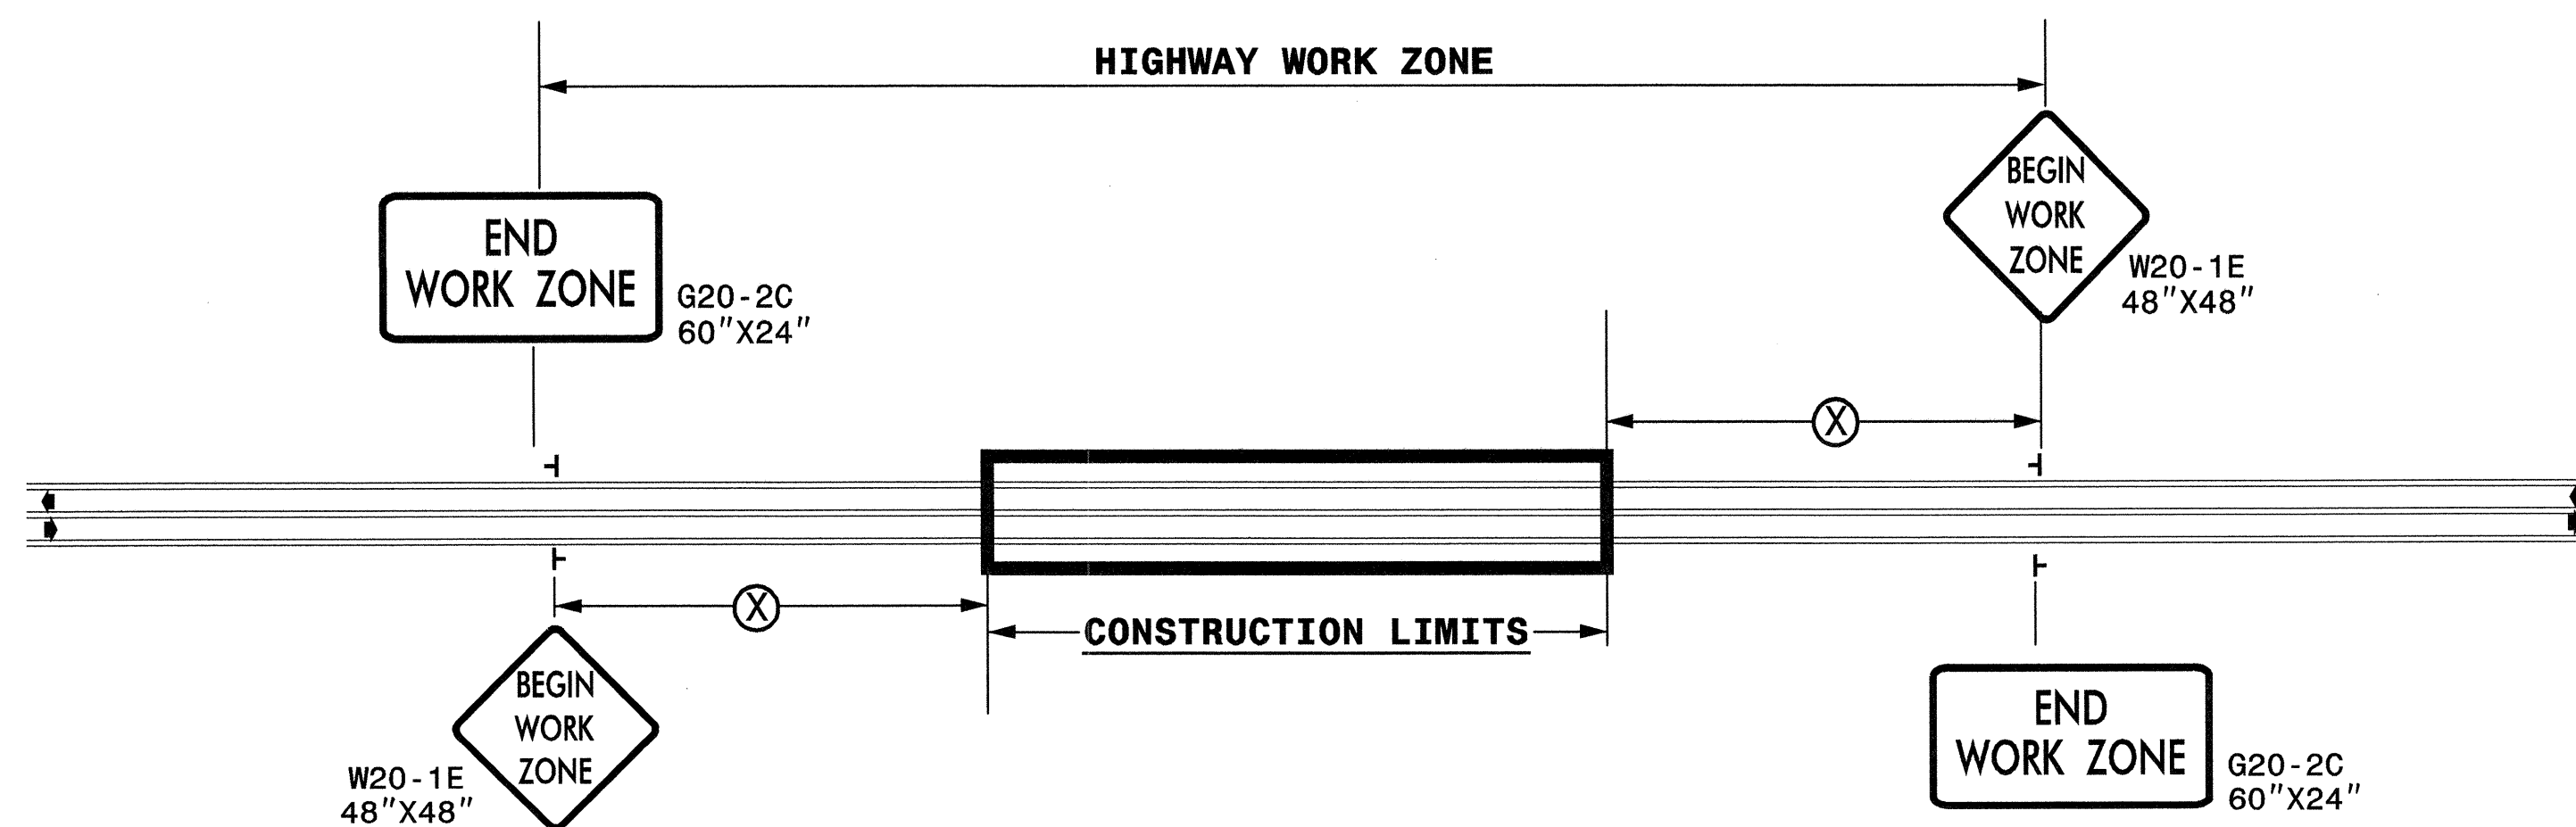 HIGHWAY WORK ZONE
BEGIN
WORK
ZONE
W20-1E
48"X48"
END
WORK ZONE
G20-2C
60"X24"
X
X
CONSTRUCTION LIMITS
BEGIN
WORK
ZONE
W20-1E
48"X48"
END
WORK ZONE
G20-2C
60"X24"